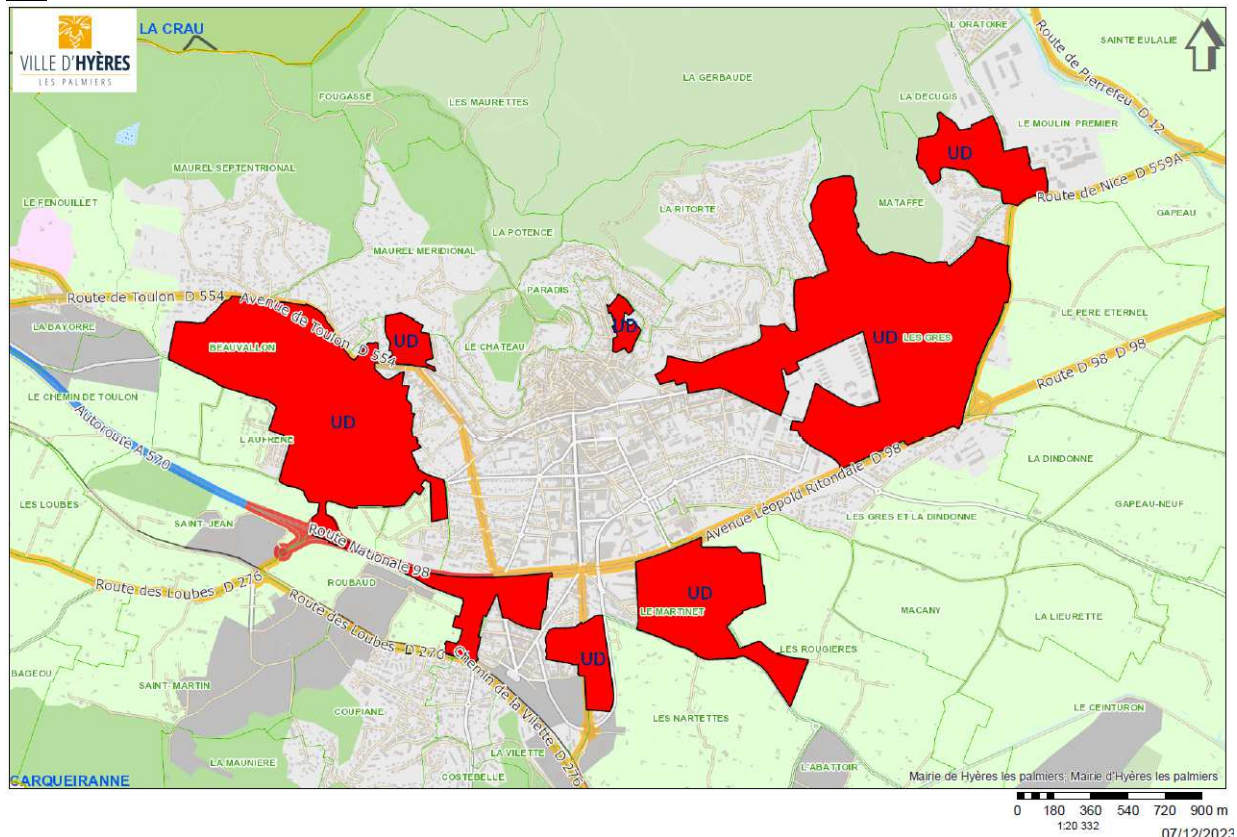 VILLE D'HYÈRES
LES PALMIERS
LA CRAU
L'ORATOIRE
SAINTE EULALIE
Route de Pierrefeu D 12
LA GERBAUDE
FOUGASSE
LES MAURETTES
LA DECUGIS
LE MOULIN PREMIER
UD
Route de Nice D 559A
MAUREL SEPTENTRIONAL
LE FENOUILLET
LA RITORTE
MATAFFE
GAPEAU
LA POTENCE
MAUREL MERIDIONAL
PARADIS
Route de Toulon D 554
Avenue de Toulon D 554
LA BAYORRE
LE PERE ETERNEL
UD
UD
UD
LES GRES
BEAUVALLON
LE CHATEAU
Route D 98 D 98
LE CHEMIN DE TOULON
Autoroute A 570
UD
L'AUFRENE
LA DINDONNE
Avenue Léopold Ritondale D 98
LES LOUBES
SAINT-JEAN
GAPEAU-NEUF
LES GRES ET LA DINDONNE
Route Nationale 98
Route des Loubes D 276
ROUBAUD
Route des Loubes D 276
UD
LE MARTINET
MACANY
LA LIEURETTE
LES ROUGIERES
UD
Chemin de la Vilette D 276
BAGEOU
SAINT-MARTIN
COUPIANE
LES NARTETTES
LE CEINTURON
LA VILETTE
LA MAUNIERE
COSTEBELLE
L'ABATTOIR
CARQUEIRANNE
Mairie de Hyères les palmiers; Mairie d'Hyères les palmiers
0 180 360 540 720 900 m
1:20 332
07/12/2023